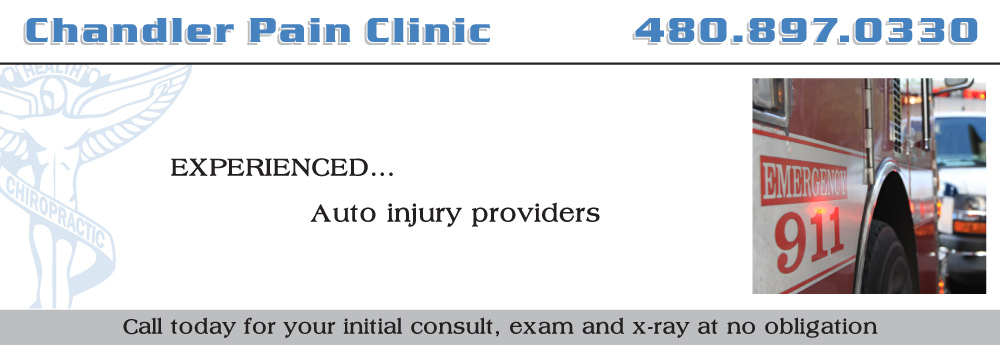 Chandler Pain Clinic
480.897.0330
HEALTH
CHIROPRACTIC
EXPERIENCED...
Auto injury providers
EMERGENCY
911
Call today for your initial consult, exam and x-ray at no obligation